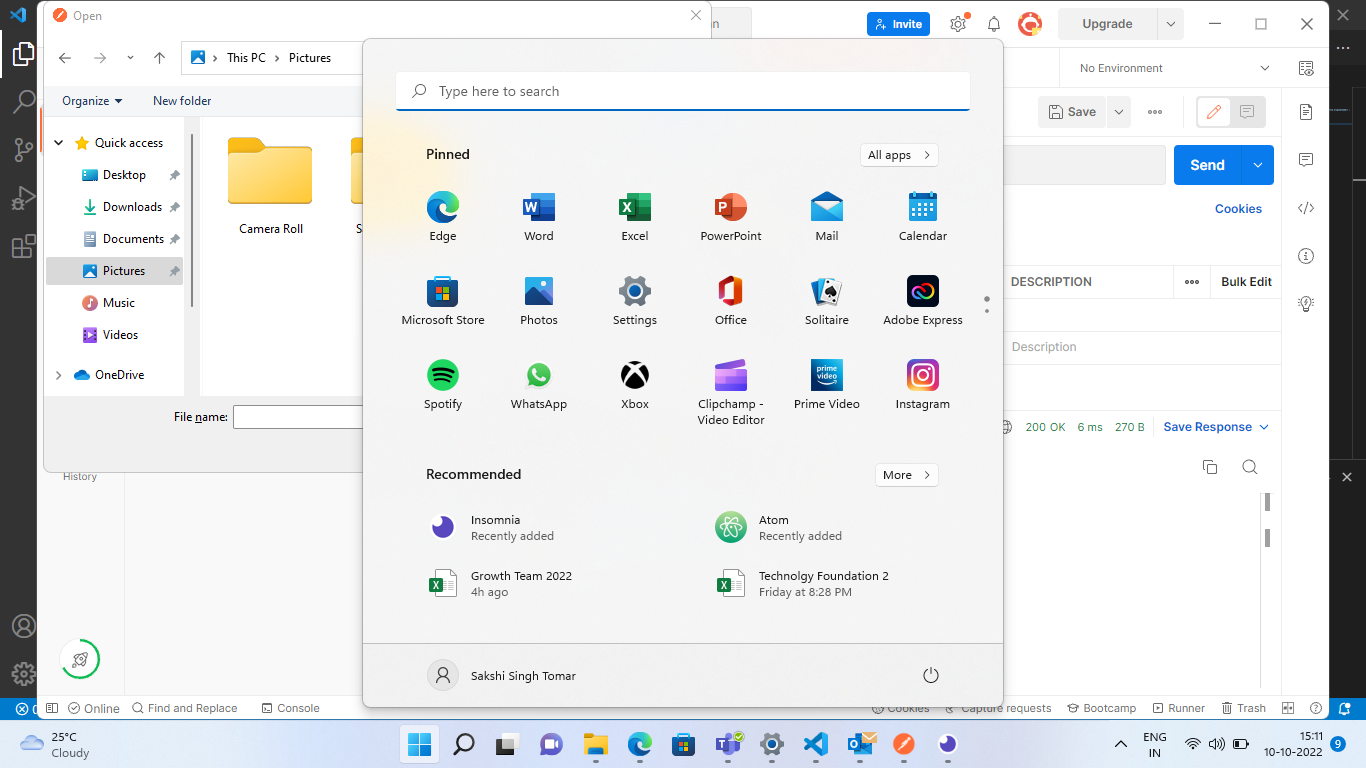 Open
This PC
Pictures
Organize
New folder
Quick access
Desktop
Downloads
Documents
Pictures
Music
Videos
OneDrive
Camera Roll
File name:
History
Type here to search
Pinned
All apps
Edge
Word
Excel
PowerPoint
Mail
Calendar
Microsoft Store
Photos
Settings
Office
Solitaire
Adobe Express
Spotify
WhatsApp
Xbox
Clipchamp -
Video Editor
prime
video
Prime Video
Instagram
Recommended
More
Insomnia
Recently added
Atom
Recently added
Growth Team 2022
4h ago
Technolgy Foundation 2
Friday at 8:28 PM
Sakshi Singh Tomar
Invite
Upgrade
No Environment
Save
Send
Cookies
DESCRIPTION
Bulk Edit
Description
200 OK 6 ms 270 B Save Response
Online
Find and Replace
Console
Cookies
Capture requests
Bootcamp
Runner
Trash
25°C
Cloudy
ENG
IN
15:11
10-10-2022
9